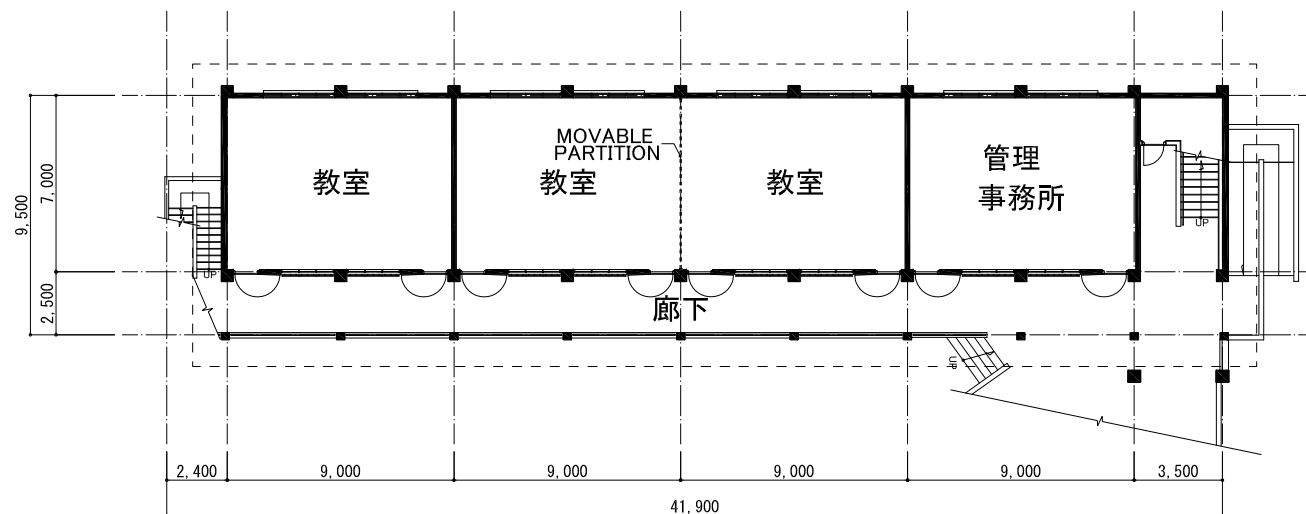 MOVABLE
PARTITION
教室
教室
教室
管理
事務所
UP
UP
廊下
UP
9,500
7,000
2,500
2,400
9,000
9,000
9,000
9,000
3,500
41,900